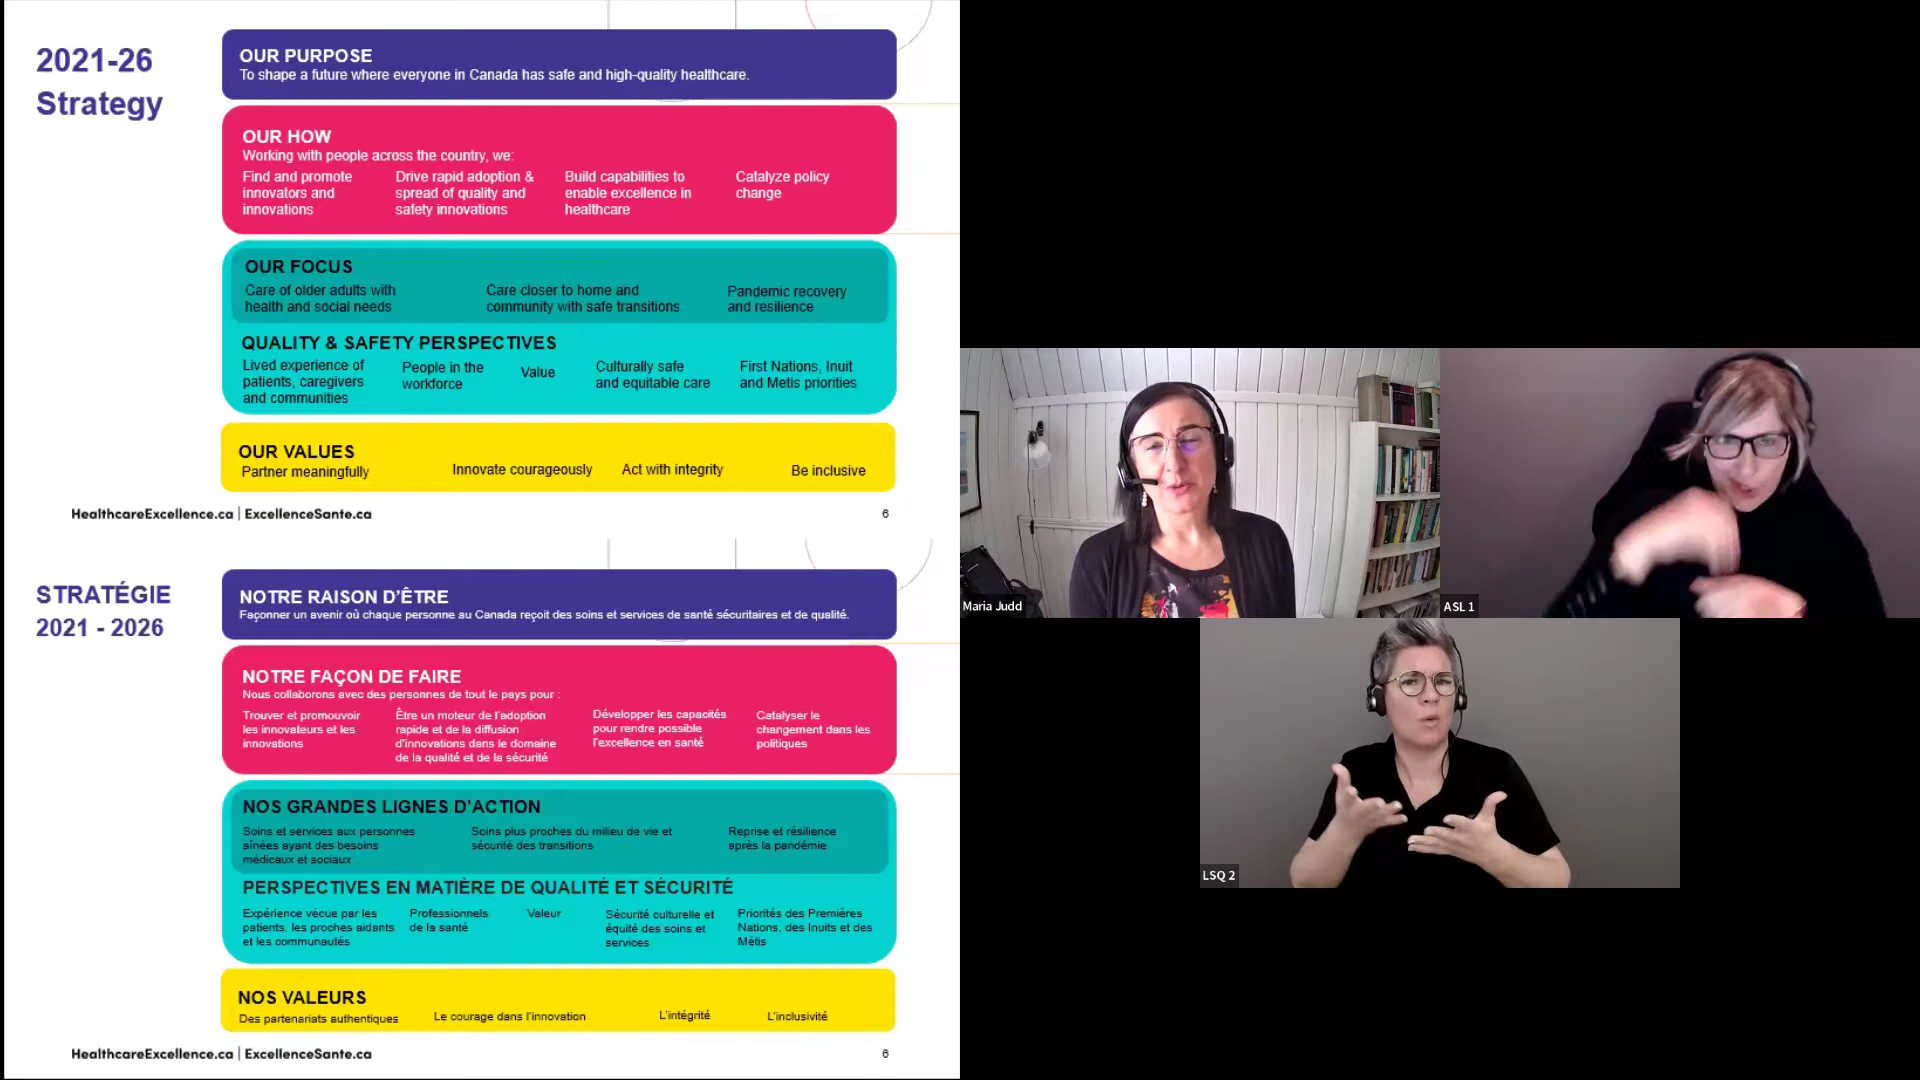 2021-26
Strategy
OUR PURPOSE
To shape a future where everyone in Canada has safe and high-quality healthcare.
OUR HOW
Working with people across the country, we:
Find and promote
innovators and
innovations
Drive rapid adoption &
spread of quality and
safety innovations
Build capabilities to
enable excellence in
healthcare
Catalyze policy
change
OUR FOCUS
Care of older adults with
health and social needs
Care closer to home and
community with safe transitions
Pandemic recovery
and resilience
QUALITY & SAFETY PERSPECTIVES
Lived experience of
patients, caregivers
and communities
People in the
workforce
Value
Culturally safe
and equitable care
First Nations, Inuit
and Metis priorities
OUR VALUES
Partner meaningfully
Innovate courageously
Act with integrity
Be inclusive
HealthcareExcellence.ca | ExcellenceSante.ca
6
STRATÉGIE
2021 - 2026
NOTRE RAISON D'ÊTRE
Façonner un avenir où chaque personne au Canada reçoit des soins et services de santé sécuritaires et de qualité.
NOTRE FAÇON DE FAIRE
Nous collaborons avec des personnes de tout le pays pour :
Trouver et promouvoir
les innovateurs et les
innovations
Être un moteur de l'adoption
rapide et de la diffusion
d'innovations dans le domaine
de la qualité et de la sécurité
Développer les capacités
pour rendre possible
l'excellence en santé
Catalyser le
changement dans les
politiques
NOS GRANDES LIGNES D'ACTION
Soins et services aux personnes
aînées ayant des besoins
médicaux et sociaux
Soins plus proches du milieu de vie et
sécurité des transitions
Reprise et résilience
après la pandémie
PERSPECTIVES EN MATIÈRE DE QUALITÉ ET SÉCURITÉ
Expérience vécue par les
patients, les proches aidants
et les communautés
Professionnels
de la santé
Valeur
Sécurité culturelle et
équité des soins et
services
Priorités des Premières
Nations, des Inuits et des
Métis
NOS VALEURS
Des partenariats authentiques
Le courage dans l'innovation
L'intégrité
L'inclusivité
HealthcareExcellence.ca | ExcellenceSante.ca
6
Maria Judd
ASL 1
LSQ 2